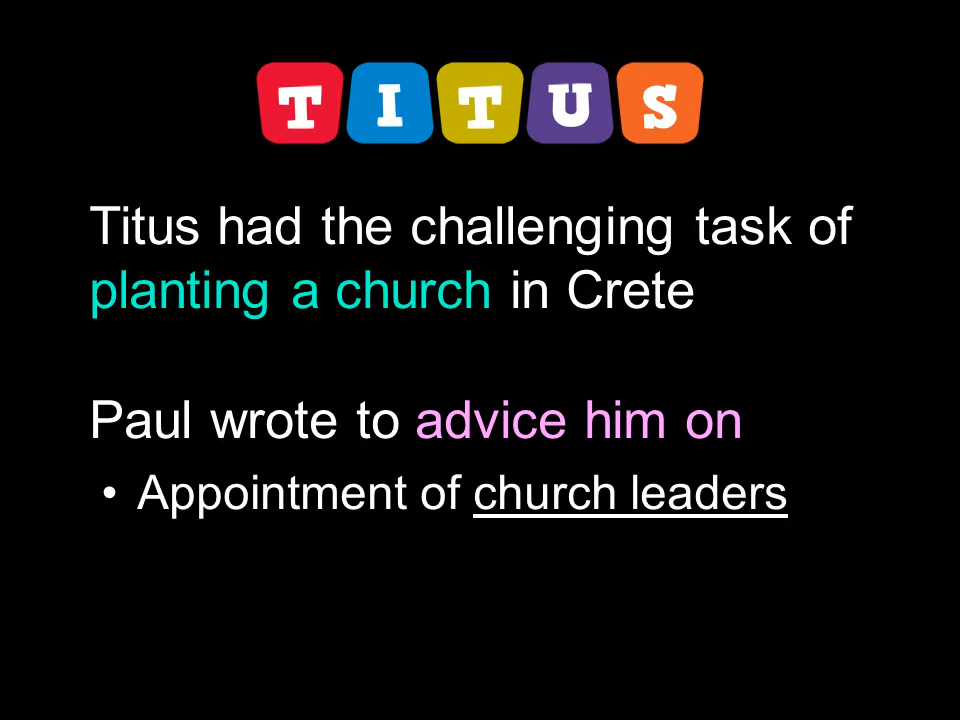 TITUS
Titus had the challenging task of
planting a church in Crete
Paul wrote to advice him on
• Appointment of church leaders